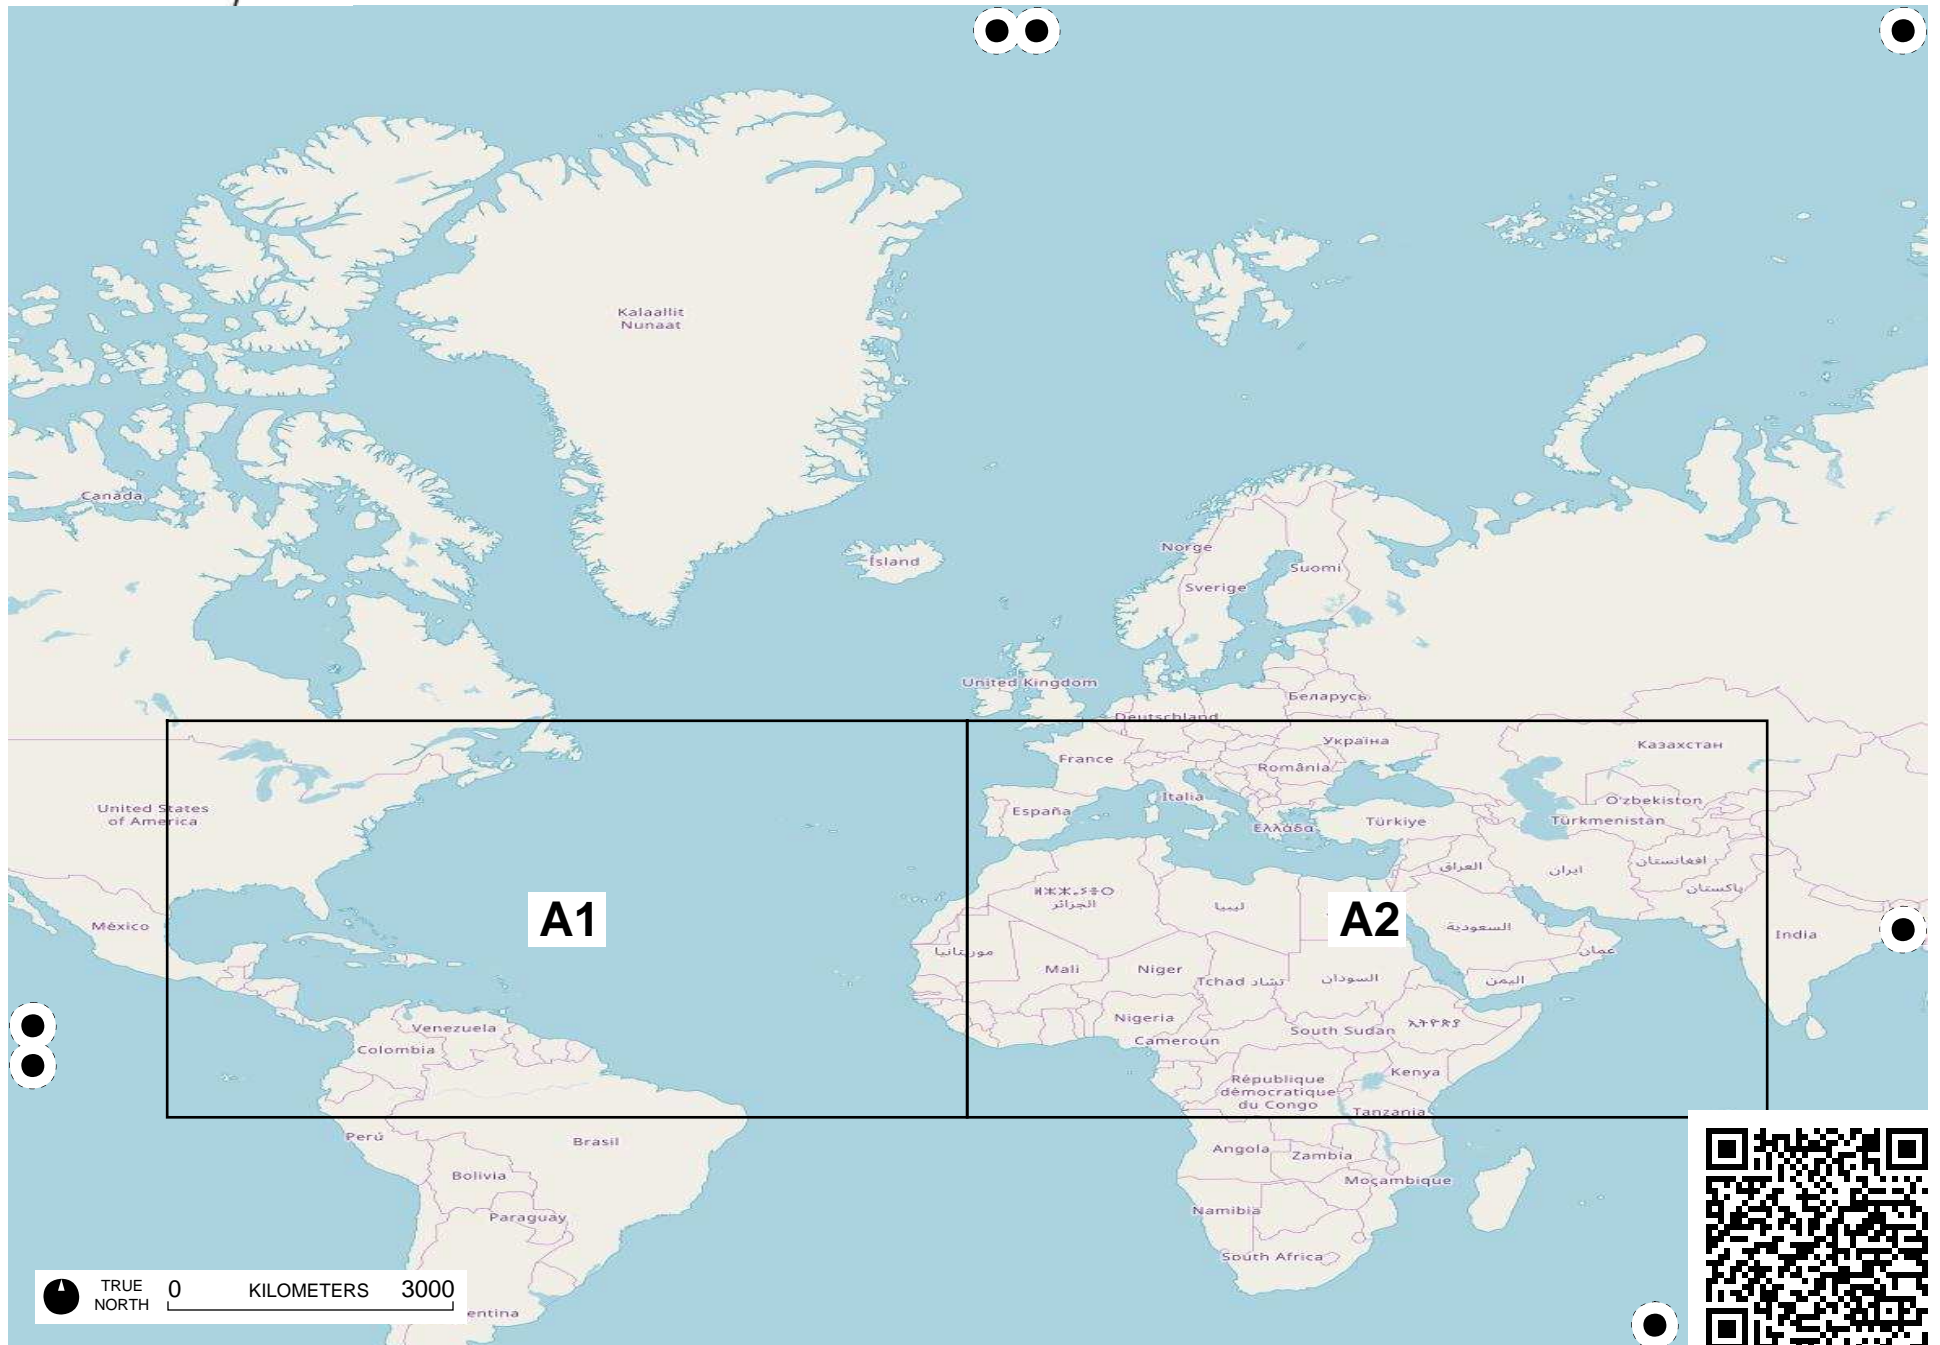 Kalaallit
Nunaat
Canada
Ísland
Norge
Suomi
Sverige
United Kingdom
Беларусь
Deutschland
Україна
Казахстан
France
România
United States
of America
España
Italia
Ελλάδα
Türkiye
O'zbekiston
Türkmenistan
العراق
ایران
افغانستان
پاکستان
الجزائر
ليبيا
México
A1
A2
السعودية
India
موريتانيا
عمان
Mali
Niger
Tchad تشاد
السودان
اليمن
Venezuela
Nigeria
South Sudan
ኢትዮጵያ
Colombia
Cameroun
Kenya
République
démocratique
du Congo
Tanzania
Perú
Brasil
Angola
Zambia
Bolivia
Moçambique
Paraguay
Namibia
South Africa
TRUE
NORTH
0 KILOMETERS 3000
entina